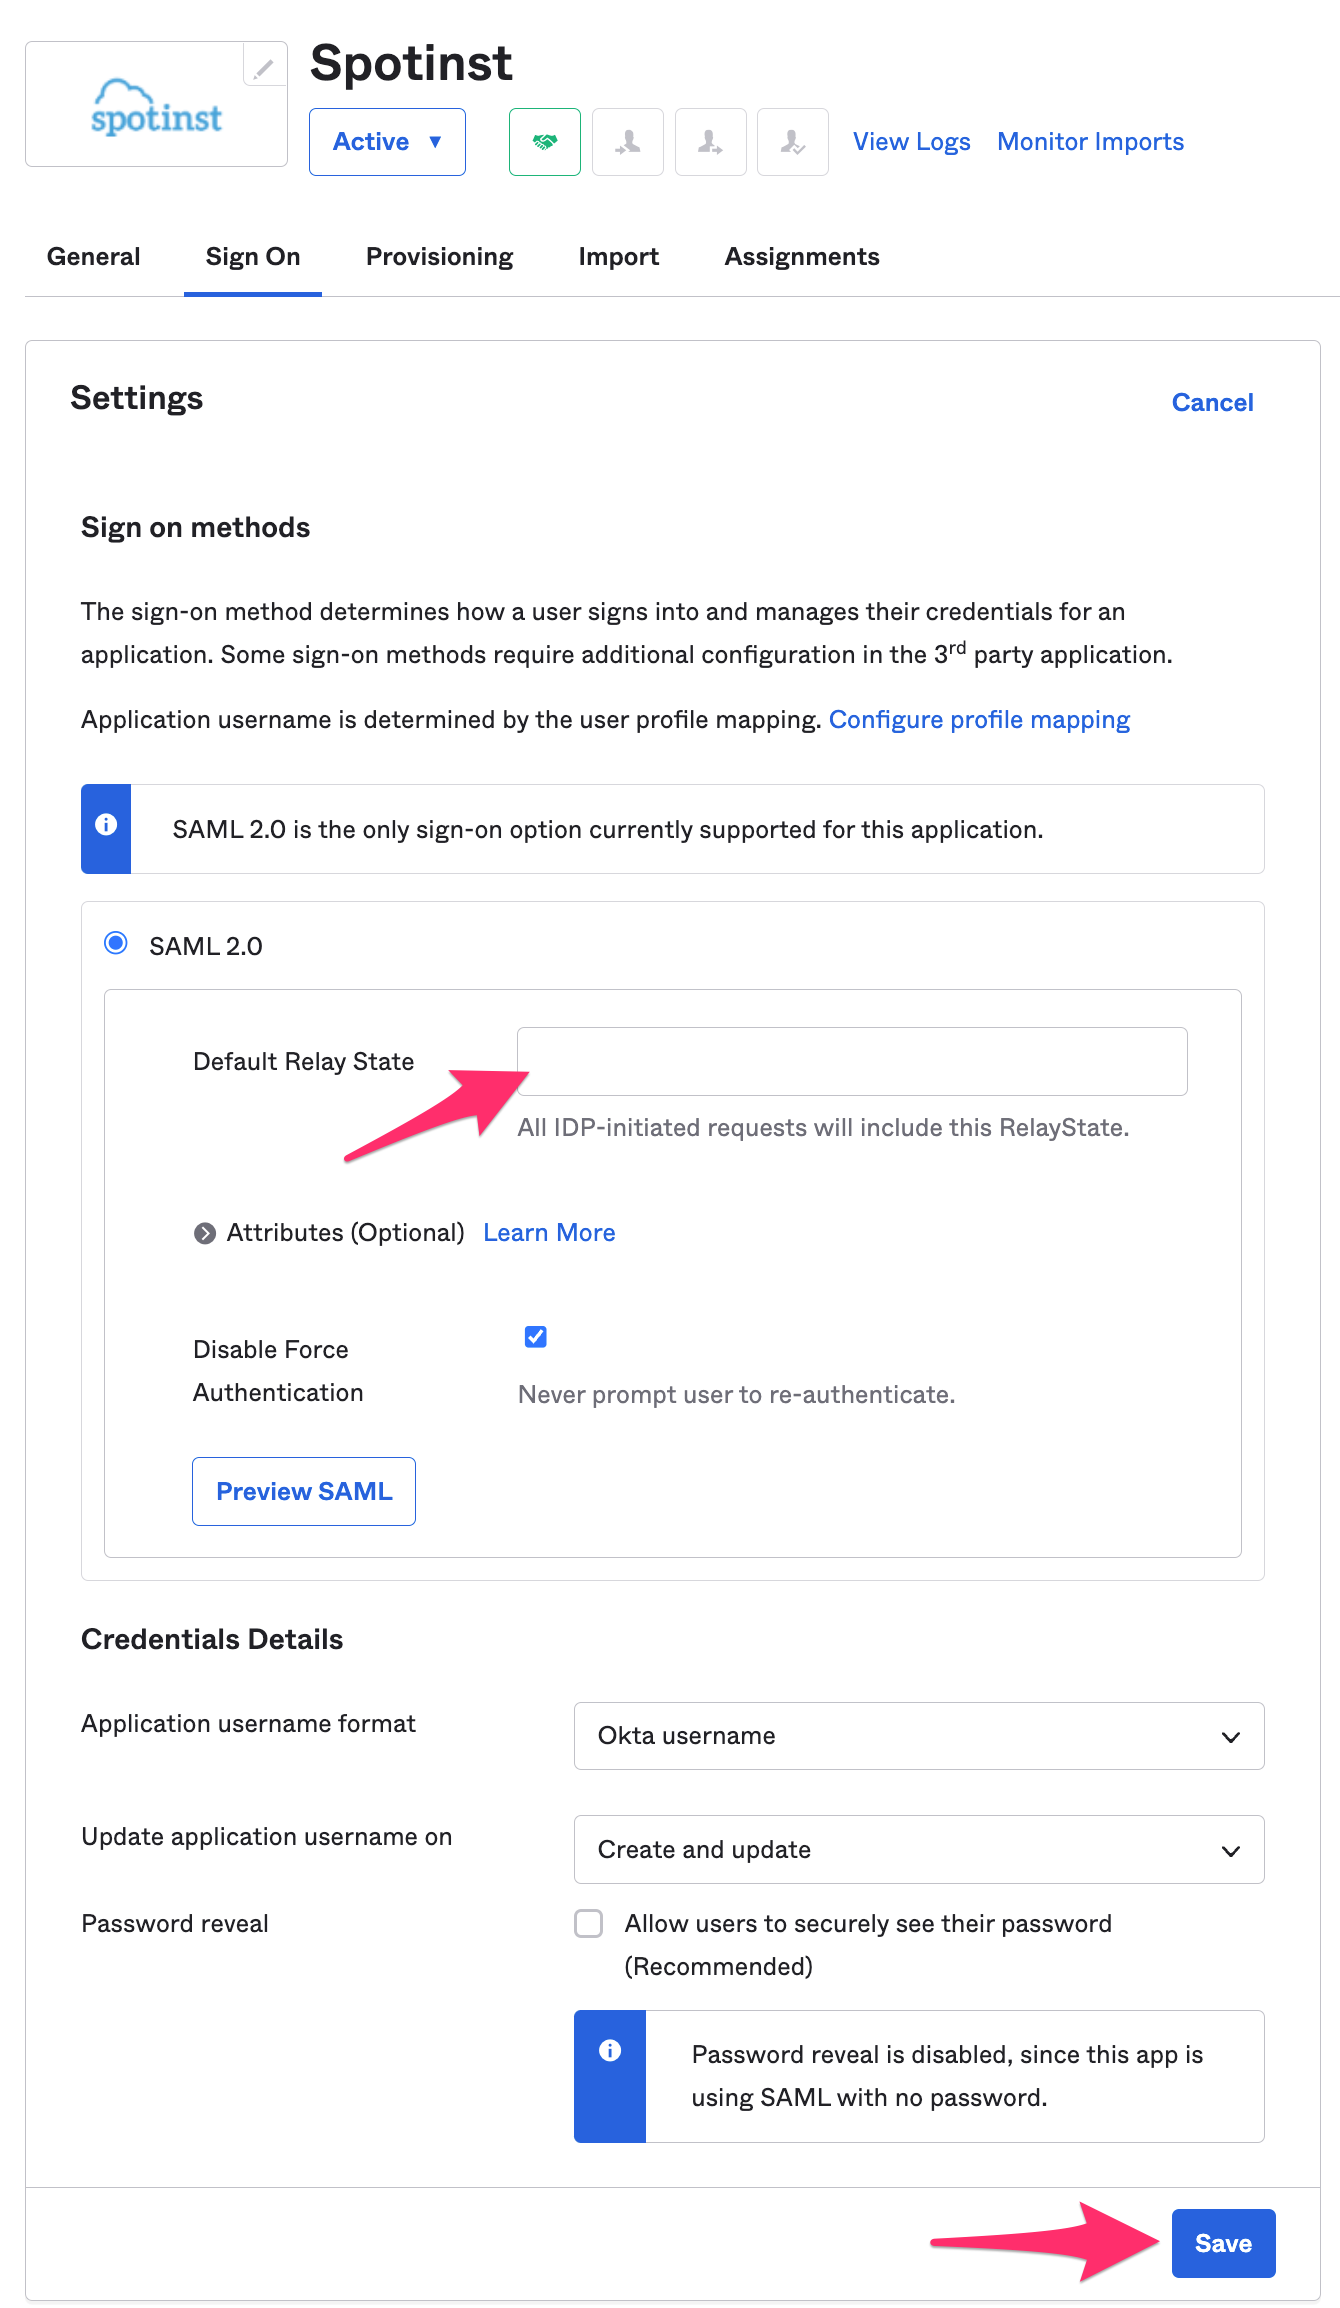 spotinst
Spotinst
Active ▼
View Logs Monitor Imports
General Sign On Provisioning Import Assignments
Settings
Cancel
Sign on methods
The sign-on method determines how a user signs into and manages their credentials for an
application. Some sign-on methods require additional configuration in the 3rd party application.
Application username is determined by the user profile mapping. Configure profile mapping
SAML 2.0 is the only sign-on option currently supported for this application.
SAML 2.0
Default Relay State
All IDP-initiated requests will include this RelayState.
Attributes (Optional) Learn More
Disable Force
Authentication
Never prompt user to re-authenticate.
Preview SAML
Credentials Details
Application username format
Okta username
Update application username on
Create and update
Password reveal
Allow users to securely see their password
(Recommended)
Password reveal is disabled, since this app is
using SAML with no password.
Save